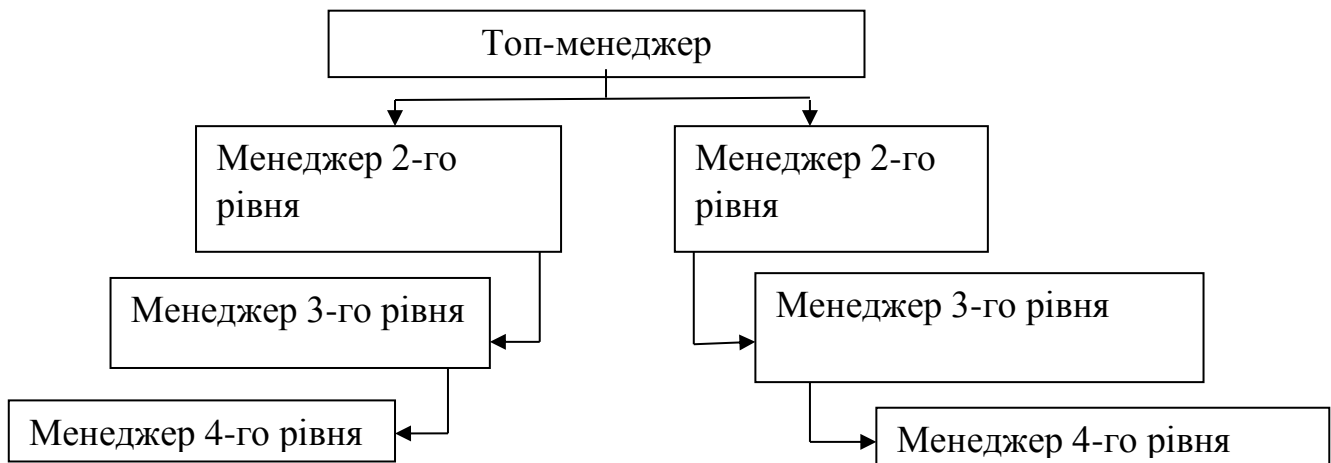 Топ-менеджер
Менеджер 2-го
рівня
Менеджер 2-го
рівня
Менеджер 3-го рівня
Менеджер 3-го рівня
Менеджер 4-го рівня
Менеджер 4-го рівня